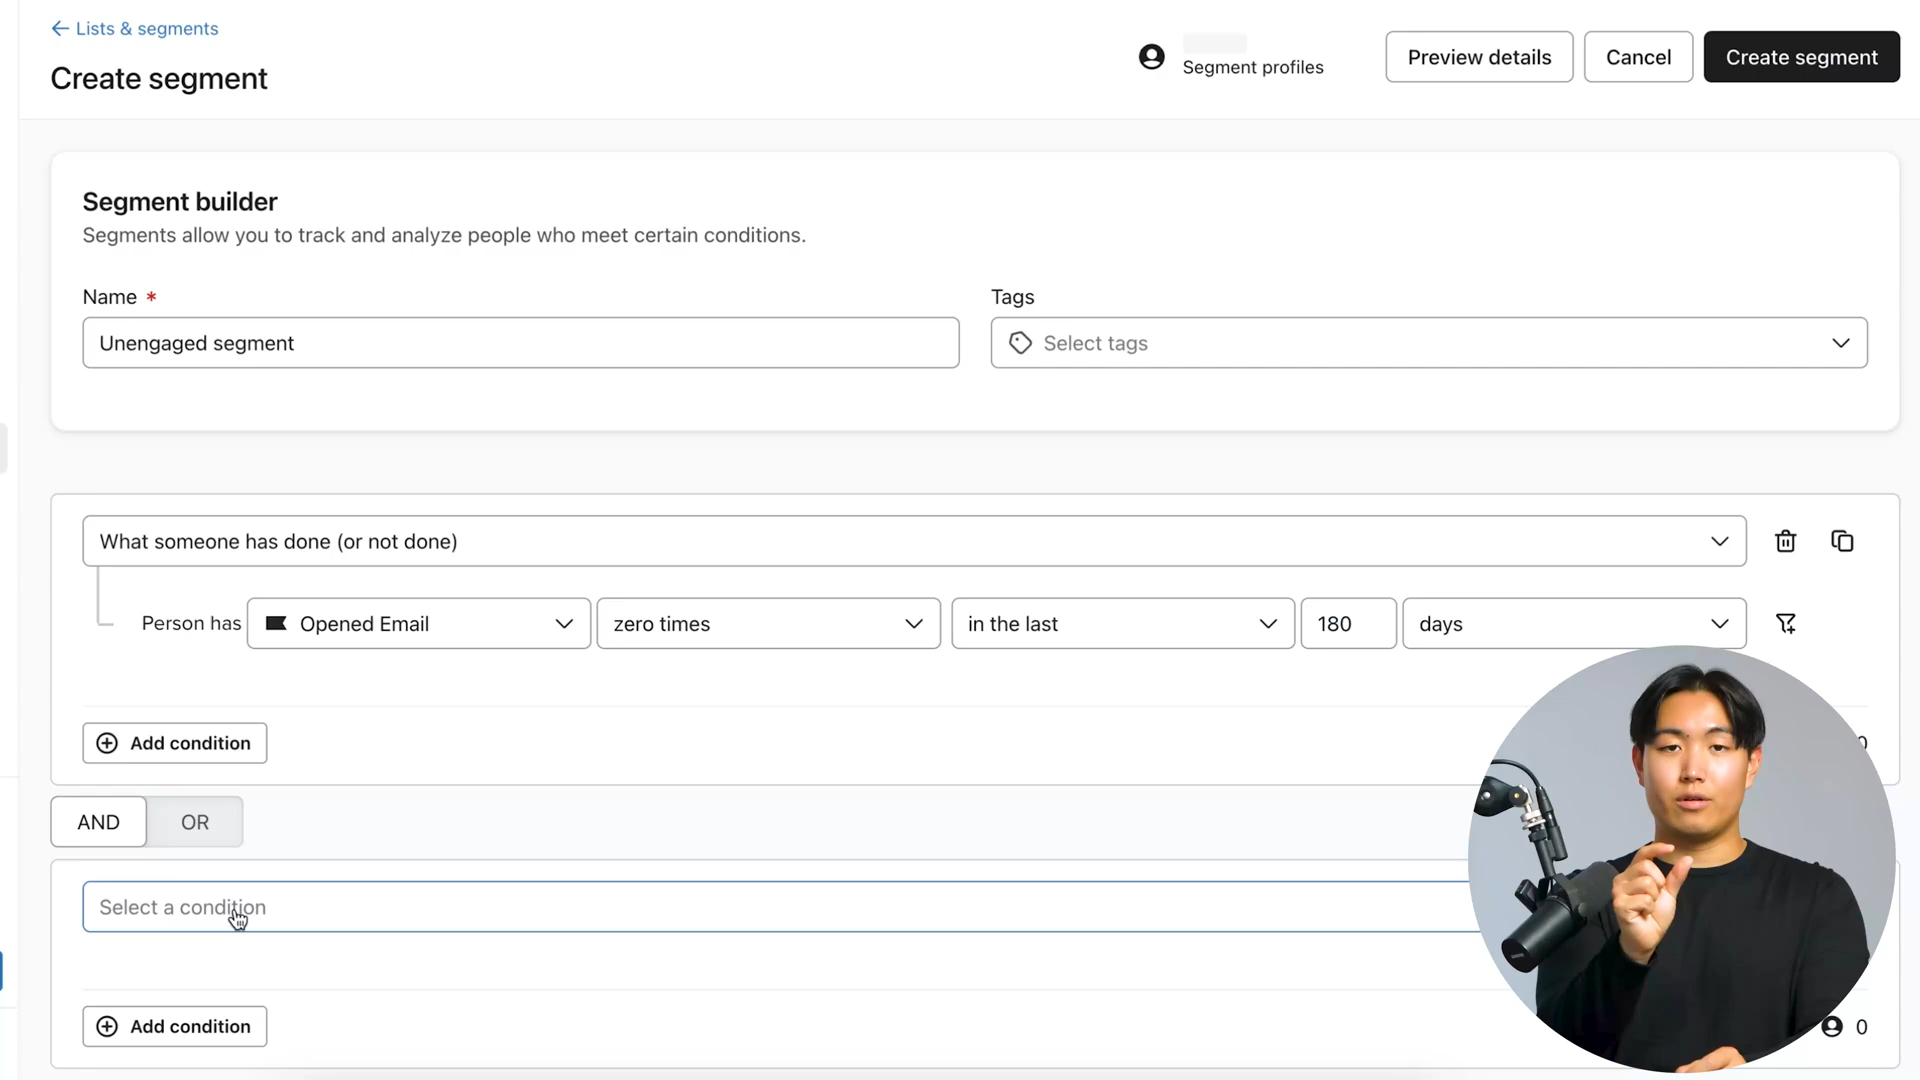 Lists & segments
Create segment
Segment profiles
Preview details
Cancel
Create segment
Segment builder
Segments allow you to track and analyze people who meet certain conditions.
Name *
Tags
Unengaged segment
Select tags
What someone has done (or not done)
Person has
Opened Email
zero times
in the last
180
days
Add condition
0
AND
OR
Select a condition
Add condition
0